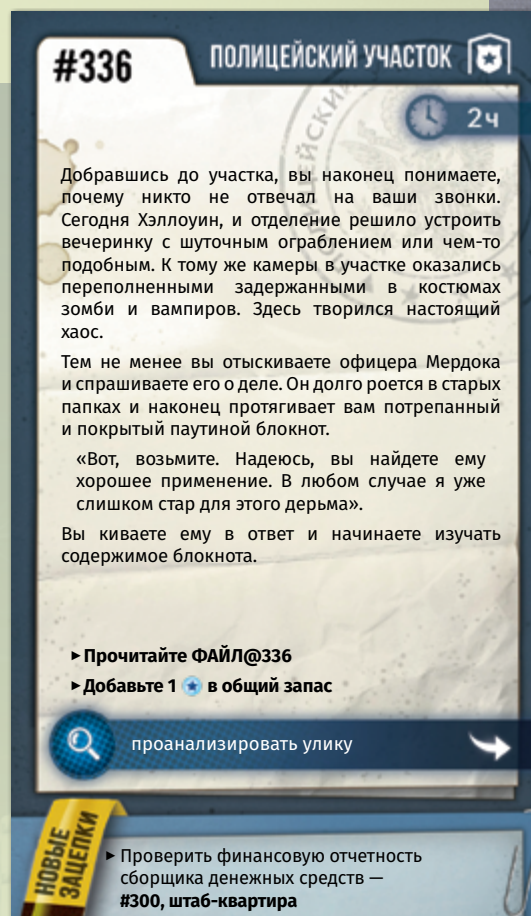 #336
ПОЛИЦЕЙСКИЙ УЧАСТОК
2ч
Добравшись до участка, вы наконец понимаете,
почему никто не отвечал на ваши звонки.
Сегодня Хэллоуин, и отделение решило устроить
вечеринку с шуточным ограблением или чем-то
подобным. К тому же камеры в участке оказались
переполненными задержанными в костюмах
зомби и вампиров. Здесь творился настоящий
хаос.
Тем не менее вы отыскиваете офицера Мердока
и спрашиваете его о деле. Он долго роется в старых
папках и наконец протягивает вам потрепанный
и покрытый паутиной блокнот.
«Вот, возьмите. Надеюсь, вы найдете ему
хорошее применение. В любом случае я уже
слишком стар для этого дерьма».
Вы киваете ему в ответ и начинаете изучать
содержимое блокнота.
▸ Прочитайте ФАЙЛ@336
▸ Добавьте 1 в общий запас
проанализировать улику
НОВЫЕ
ЗАЦЕПКИ
▸ Проверить финансовую отчетность
сборщика денежных средств —
#300, штаб-квартира